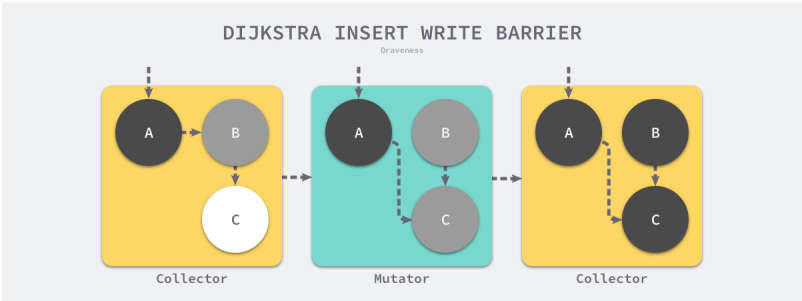 DIJKSTRA INSERT WRITE BARRIER
Draveness
A B A B A B
C C C
Collector Mutator Collector